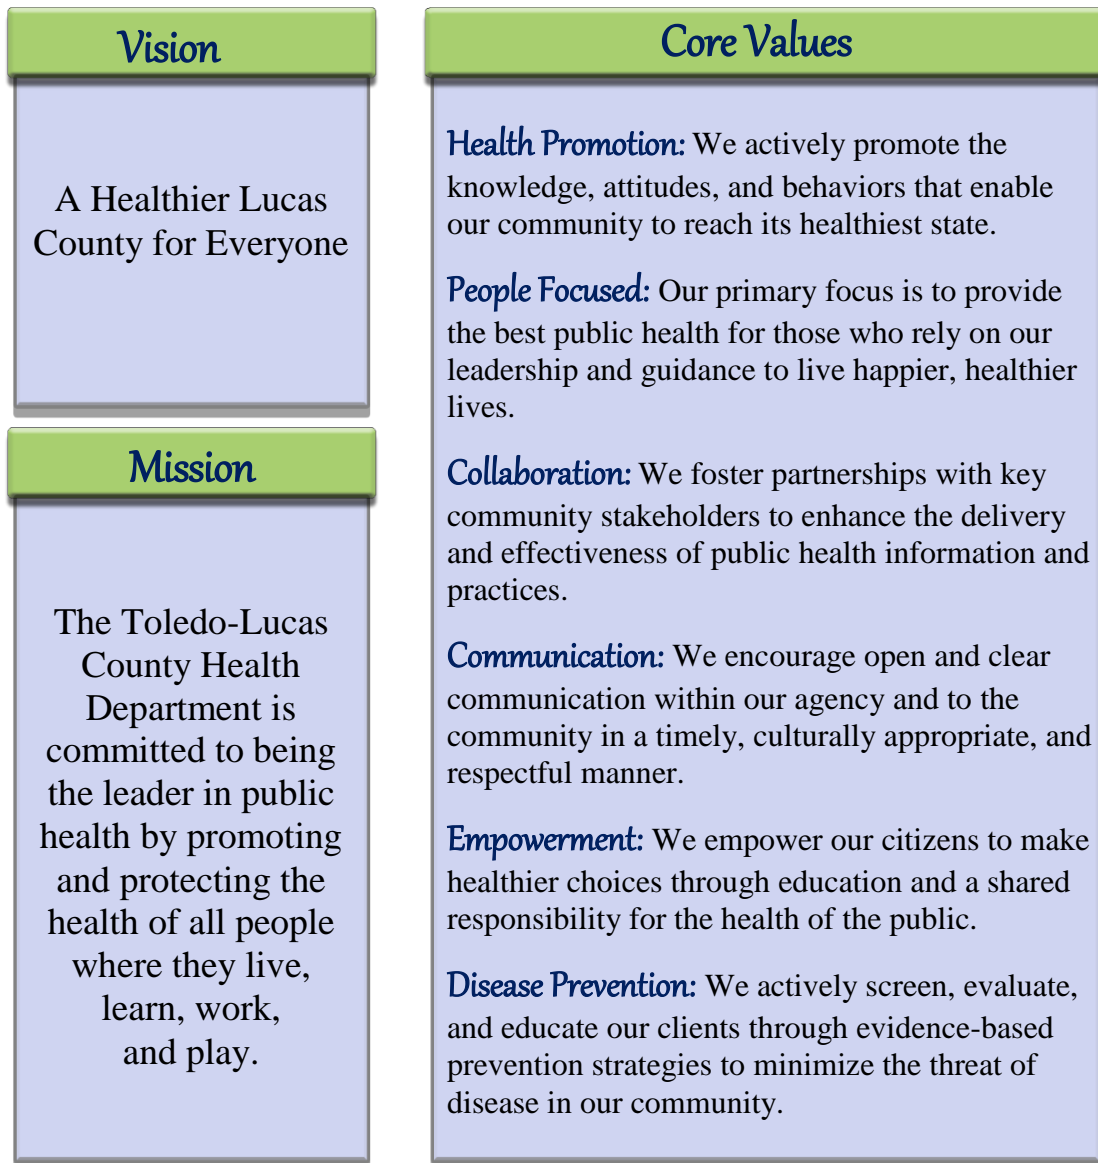 Vision
A Healthier Lucas
County for Everyone
Mission
The Toledo-Lucas
County Health
Department is
committed to being
the leader in public
health by promoting
and protecting the
health of all people
where they live,
learn, work,
and play.
Core Values
Health Promotion: We actively promote the
knowledge, attitudes, and behaviors that enable
our community to reach its healthiest state.
People Focused: Our primary focus is to provide
the best public health for those who rely on our
leadership and guidance to live happier, healthier
lives.
Collaboration: We foster partnerships with key
community stakeholders to enhance the delivery
and effectiveness of public health information and
practices.
Communication: We encourage open and clear
communication within our agency and to the
community in a timely, culturally appropriate, and
respectful manner.
Empowerment: We empower our citizens to make
healthier choices through education and a shared
responsibility for the health of the public.
Disease Prevention: We actively screen, evaluate,
and educate our clients through evidence-based
prevention strategies to minimize the threat of
disease in our community.